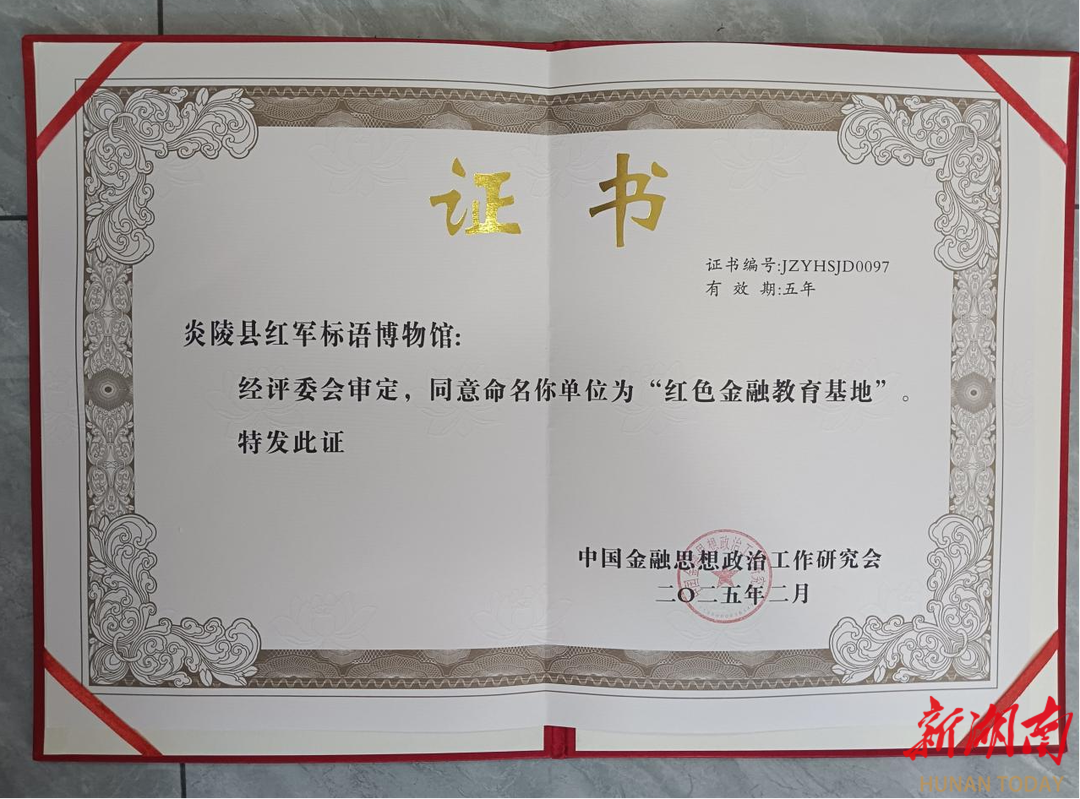 证 书
证书编号:JZYHSJD0097
有 效 期:五年
炎陵县红军标语博物馆:
经评委会审定，同意命名你单位为“红色金融教育基地”。
特发此证
中国金融思想政治工作研究会
二〇二五年二月
新湖南
HUNAN TODAY